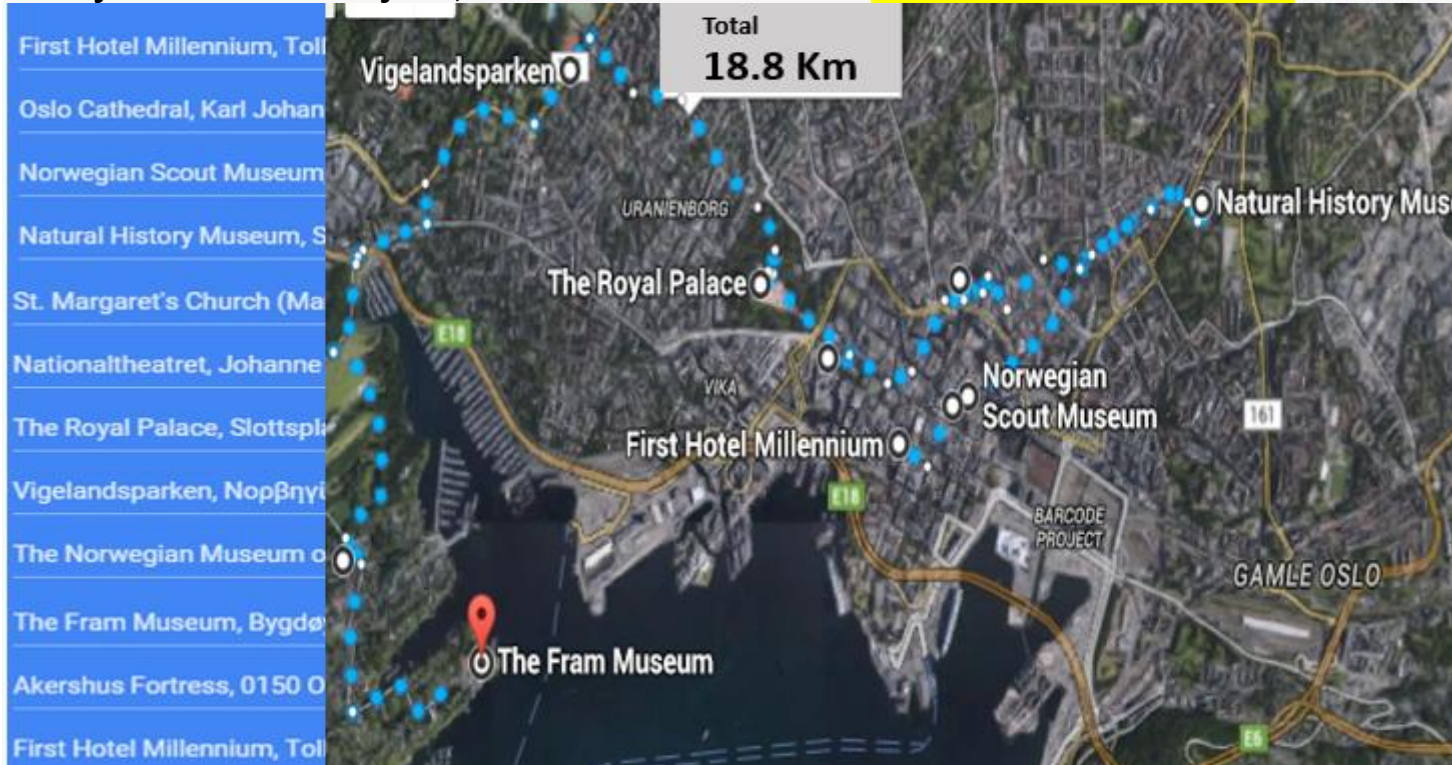 First Hotel Millennium, Toll
Oslo Cathedral, Karl Johan
Norwegian Scout Museum
Natural History Museum, S
St. Margaret's Church (Ma
Nationaltheatret, Johanne
The Royal Palace, Slottspl
Vigelandsparken, Νορβηγί
The Norwegian Museum o
The Fram Museum, Bygdø
Akershus Fortress, 0150 O
First Hotel Millennium, Toll
Total
18.8 Km
Vigelandsparken
URANIENBORG
Natural History Muse
The Royal Palace
E18
VIKA
Norwegian
Scout Museum
161
First Hotel Millennium
E18
BARCODE
PROJECT
GAMLE OSLO
The Fram Museum
E6